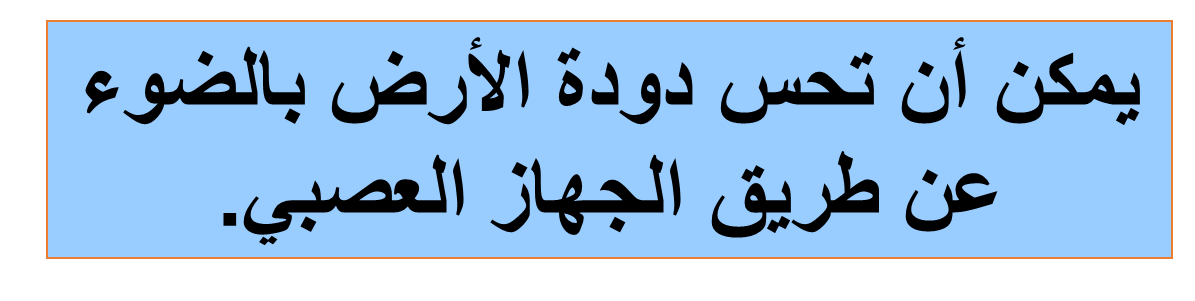 يمكن أن تحس دودة الأرض بالضوء
عن طريق الجهاز العصبي.